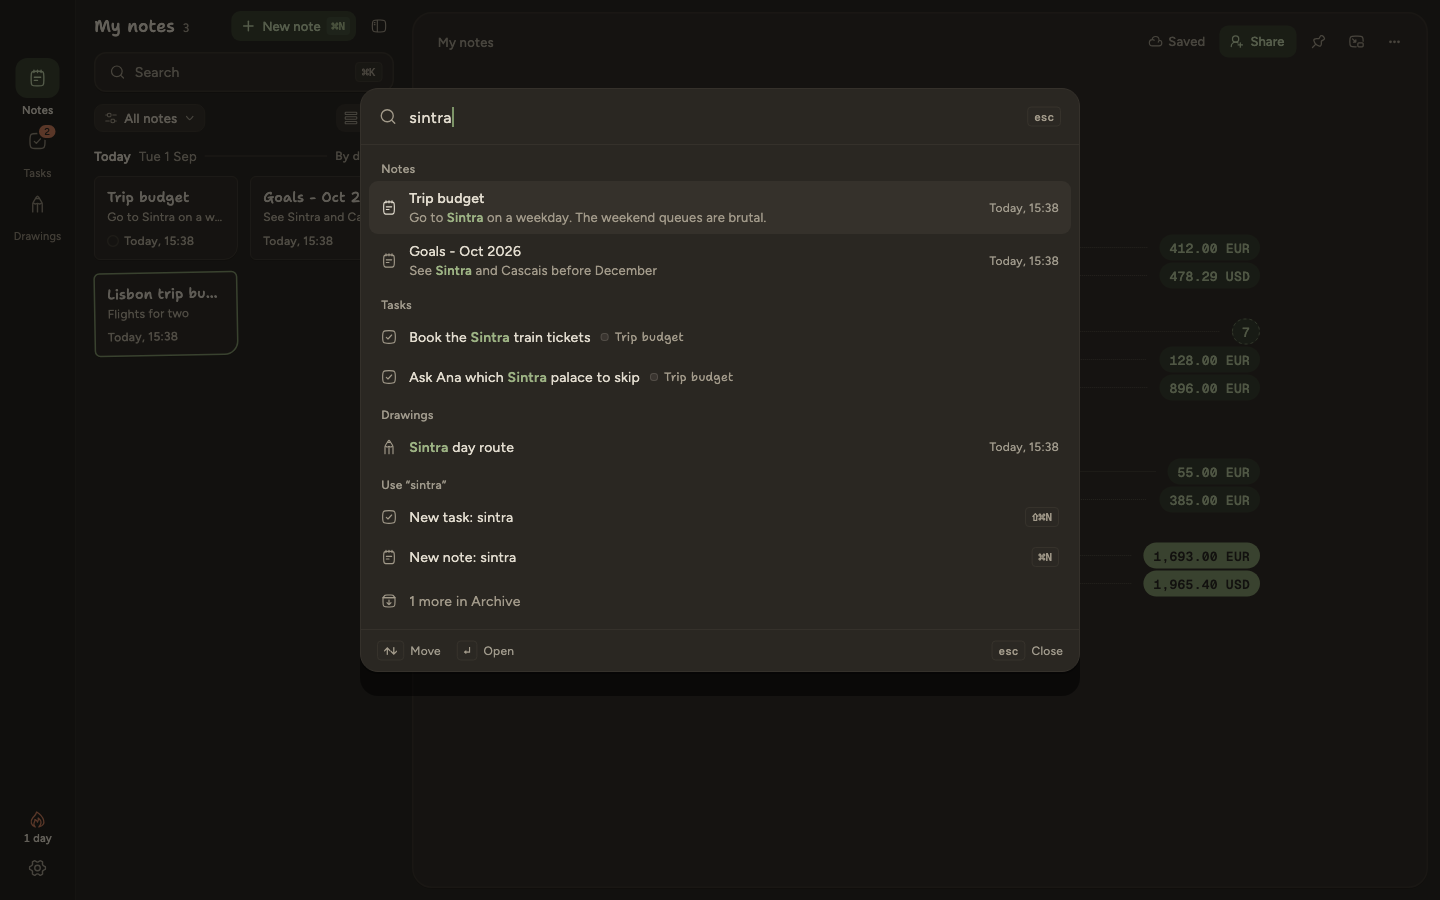 My notes 3
New note ⌘N
Search ⌘K
All notes
Today Tue 1 Sep By d
Trip budget
Go to Sintra on a w...
Today, 15:38
Goals - Oct 2
See Sintra and Ca
Today, 15:38
Lisbon trip bu...
Flights for two
Today, 15:38
Notes
2
Tasks
Drawings
1 day
My notes
Saved
Share
sintra
esc
Notes
Trip budget
Go to Sintra on a weekday. The weekend queues are brutal.
Today, 15:38
Goals - Oct 2026
See Sintra and Cascais before December
Today, 15:38
Tasks
Book the Sintra train tickets Trip budget
Ask Ana which Sintra palace to skip Trip budget
Drawings
Sintra day route
Today, 15:38
Use "sintra"
New task: sintra ⇧⌘N
New note: sintra ⌘N
1 more in Archive
Move
Open
esc Close
412.00 EUR
478.29 USD
7
128.00 EUR
896.00 EUR
55.00 EUR
385.00 EUR
1,693.00 EUR
1,965.40 USD